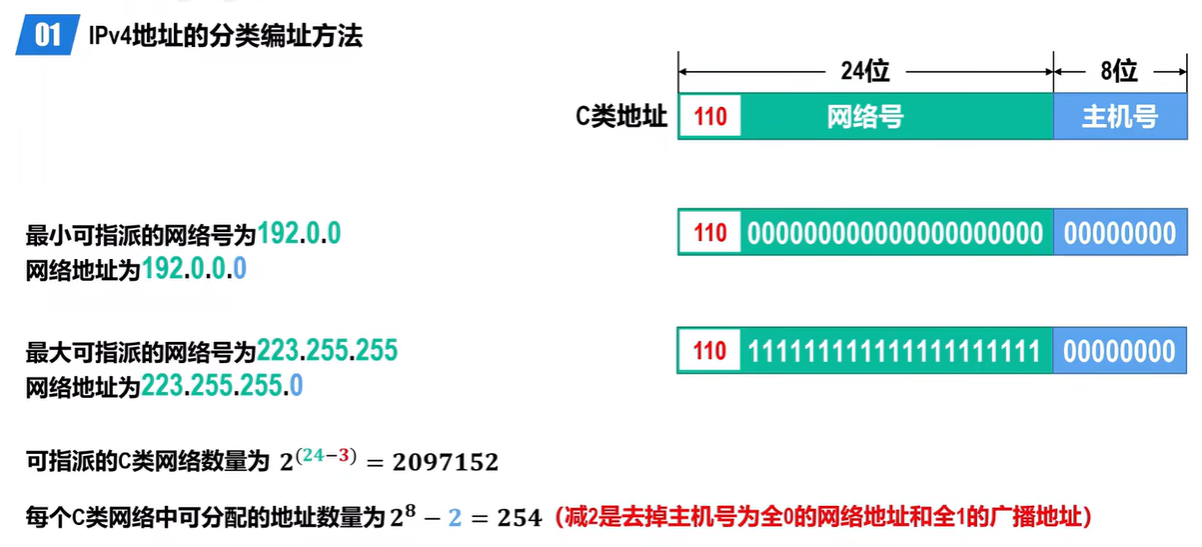 01 IPv4地址的分类编址方法
24位 8位
C类地址 110 网络号 主机号
最小可指派的网络号为192.0.0
网络地址为192.0.0.0
110 000000000000000000000 00000000
最大可指派的网络号为223.255.255
网络地址为223.255.255.0
110 111111111111111111111 00000000
可指派的C类网络数量为 2^(24−3) = 2097152
每个C类网络中可分配的地址数量为 2^8 − 2 = 254（减2是去掉主机号为全0的网络地址和全1的广播地址）